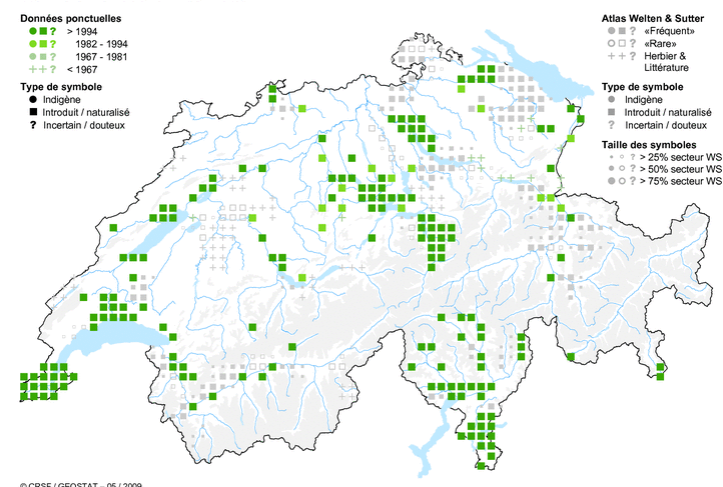 Données ponctuelles
? > 1994
? 1982 - 1994
? 1967 - 1981
++? < 1967
Type de symbole
Indigène
Introduit / naturalisé
? Incertain / douteux
Atlas Welten & Sutter
? «Fréquent»
? «Rare»
++? Herbier &
Littérature
Type de symbole
Indigène
Introduit / naturalisé
? Incertain / douteux
Taille des symboles
? > 25% secteur WS
? > 50% secteur WS
? > 75% secteur WS
© CRSF / GEOSTAT – 05 / 2009